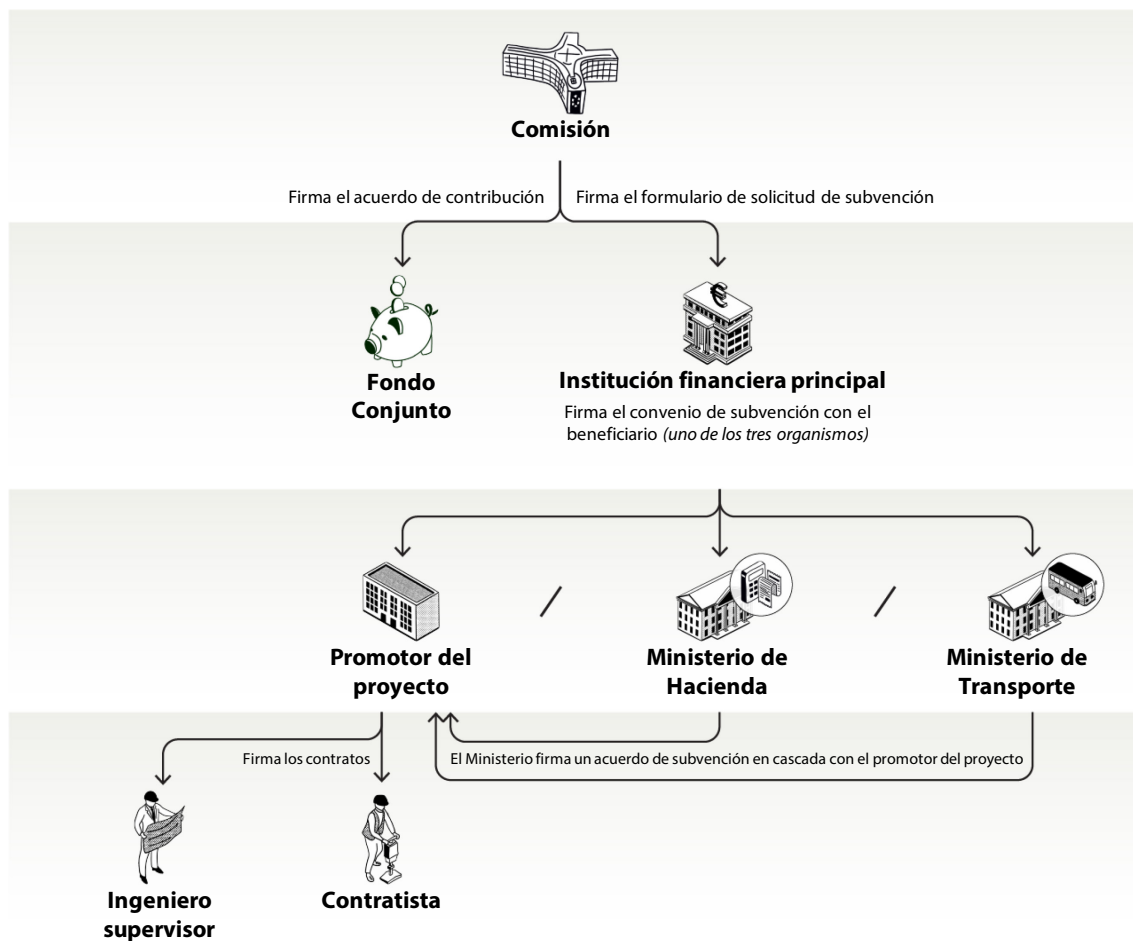 Comisión
Firma el acuerdo de contribución
Firma el formulario de solicitud de subvención
Fondo
Conjunto
Institución financiera principal
Firma el convenio de subvención con el
beneficiario (uno de los tres organismos)
Promotor del
proyecto
/
Ministerio de
Hacienda
/
Ministerio de
Transporte
Firma los contratos
El Ministerio firma un acuerdo de subvención en cascada con el promotor del proyecto
Ingeniero
supervisor
Contratista